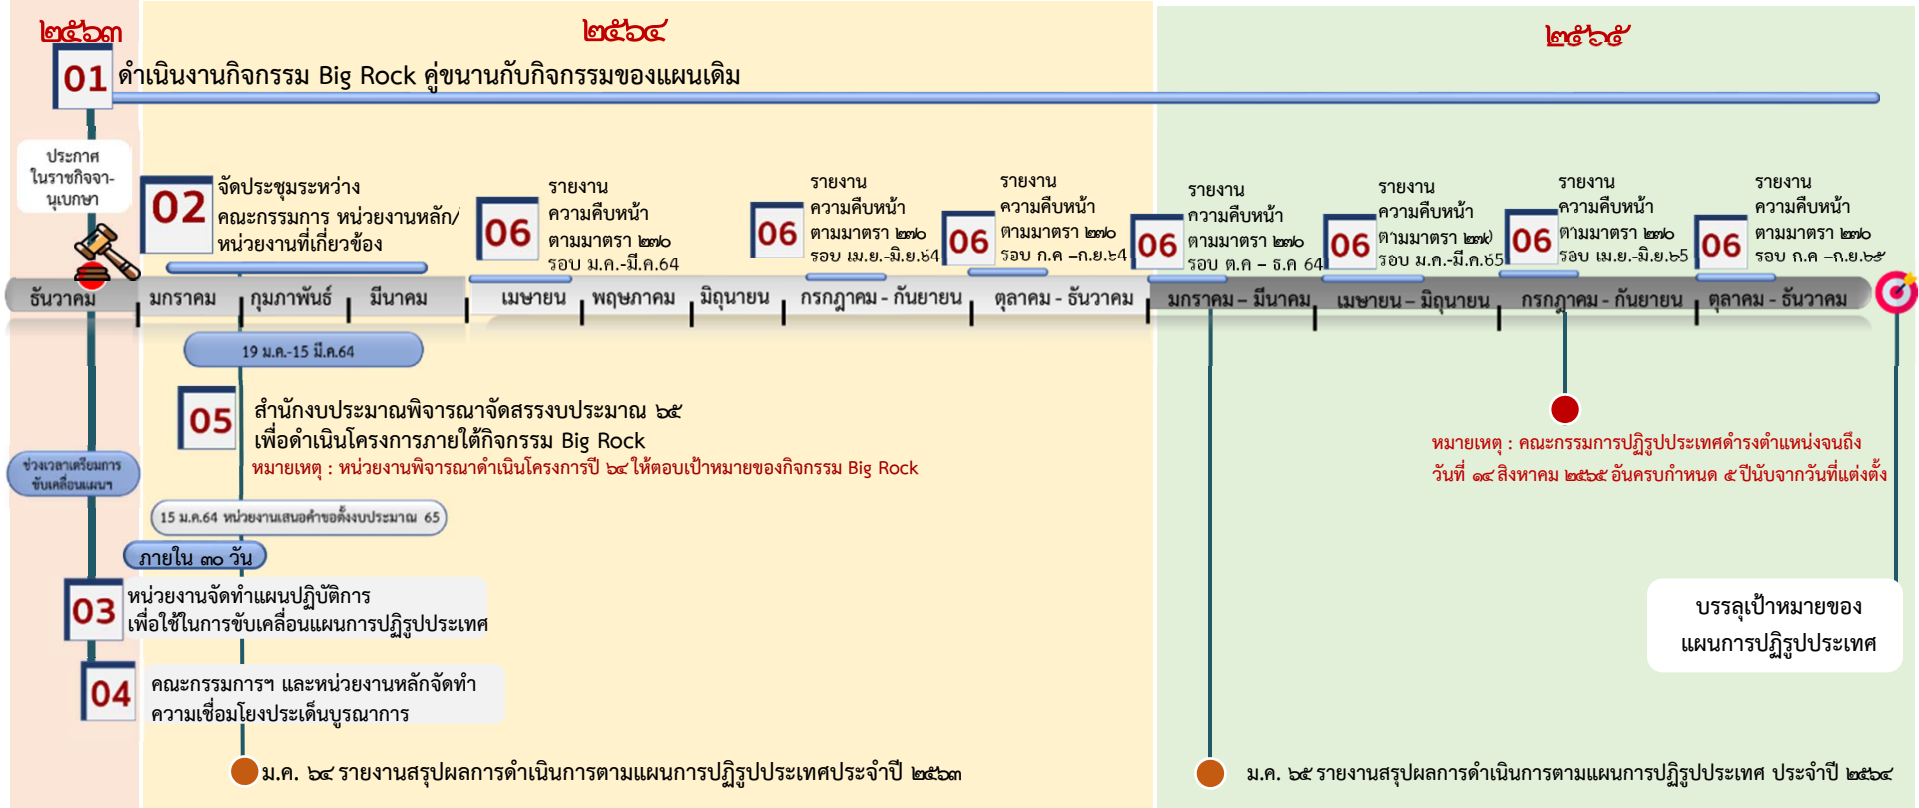 ๒๕๖๓
๒๕๖๔
๒๕๖๕
01
ดำเนินงานกิจกรรม Big Rock คู่ขนานกับกิจกรรมของแผนเดิม
ประกาศ
ในราชกิจจา-
นุเบกษา
02
จัดประชุมระหว่าง
คณะกรรมการ หน่วยงานหลัก/
หน่วยงานที่เกี่ยวข้อง
06
รายงาน
ความคืบหน้า
ตามมาตรา ๒๗๐
รอบ ม.ค.-มี.ค.64
06
รายงาน
ความคืบหน้า
ตามมาตรา ๒๗๐
รอบ เม.ย.-มิ.ย.64
06
รายงาน
ความคืบหน้า
ตามมาตรา ๒๗๐
รอบ ก.ค –ก.ย.64
06
รายงาน
ความคืบหน้า
ตามมาตรา ๒๗๐
รอบ ต.ค – ธ.ค 64
06
รายงาน
ความคืบหน้า
ตามมาตรา ๒๗๐
รอบ ม.ค.-มี.ค.65
06
รายงาน
ความคืบหน้า
ตามมาตรา ๒๗๐
รอบ เม.ย.-มิ.ย.65
06
รายงาน
ความคืบหน้า
ตามมาตรา ๒๗๐
รอบ ก.ค –ก.ย.๖๕
ธันวาคม
มกราคม
กุมภาพันธ์
มีนาคม
เมษายน
พฤษภาคม
มิถุนายน
กรกฎาคม - กันยายน
ตุลาคม - ธันวาคม
มกราคม – มีนาคม
เมษายน – มิถุนายน
กรกฎาคม - กันยายน
ตุลาคม - ธันวาคม
19 ม.ค.-15 มี.ค.64
05
สำนักงบประมาณพิจารณาจัดสรรงบประมาณ ๖๕
เพื่อดำเนินโครงการภายใต้กิจกรรม Big Rock
หมายเหตุ : หน่วยงานพิจารณาดำเนินโครงการปี ๖๔ ให้ตอบเป้าหมายของกิจกรรม Big Rock
หมายเหตุ : คณะกรรมการปฏิรูปประเทศดำรงตำแหน่งจนถึง
วันที่ ๑๔ สิงหาคม ๒๕๖๕ อันครบกำหนด ๕ ปีนับจากวันที่แต่งตั้ง
ช่วงเวลาเตรียมการ
ขับเคลื่อนแผนฯ
15 ม.ค.64 หน่วยงานเสนอคำขอตั้งงบประมาณ 65
ภายใน ๓๐ วัน
03
หน่วยงานจัดทำแผนปฏิบัติการ
เพื่อใช้ในการขับเคลื่อนแผนการปฏิรูปประเทศ
04
คณะกรรมการฯ และหน่วยงานหลักจัดทำ
ความเชื่อมโยงประเด็นบูรณาการ
บรรลุเป้าหมายของ
แผนการปฏิรูปประเทศ
ม.ค. ๖๔ รายงานสรุปผลการดำเนินการตามแผนการปฏิรูปประเทศประจำปี ๒๕๖๓
ม.ค. ๖๕ รายงานสรุปผลการดำเนินการตามแผนการปฏิรูปประเทศ ประจำปี ๒๕๖๔